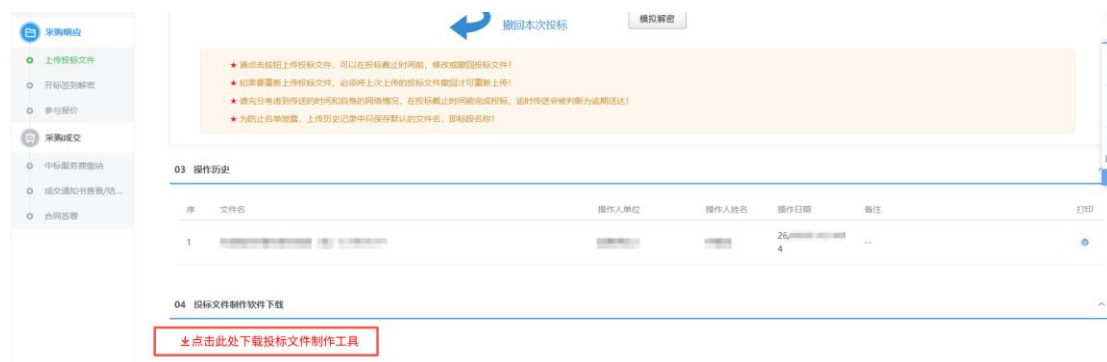 采购响应
撤回本次投标
模拟解密
上传投标文件
开标签到解密
参与报价
采购成交
中标服务费缴纳
成交通知书查看/结...
合同签署
★ 请点击按钮上传投标文件，可以在投标截止时间前，修改或撤回投标文件！
★ 如果要重新上传投标文件，必须将上次上传的投标文件撤回才可重新上传！
★ 请充分考虑到传送的时间和自身的网络情况，在投标截止时间前完成投标，逾时传送会被判断为逾期送达！
★ 为防止名单泄露，上传历史记录中只保存默认的文件名，即标段名称！
03 操作历史
序 文件名 操作人单位 操作人姓名 操作日期 备注 打印
1 26, 4 --
04 投标文件制作软件下载
点击此处下载投标文件制作工具